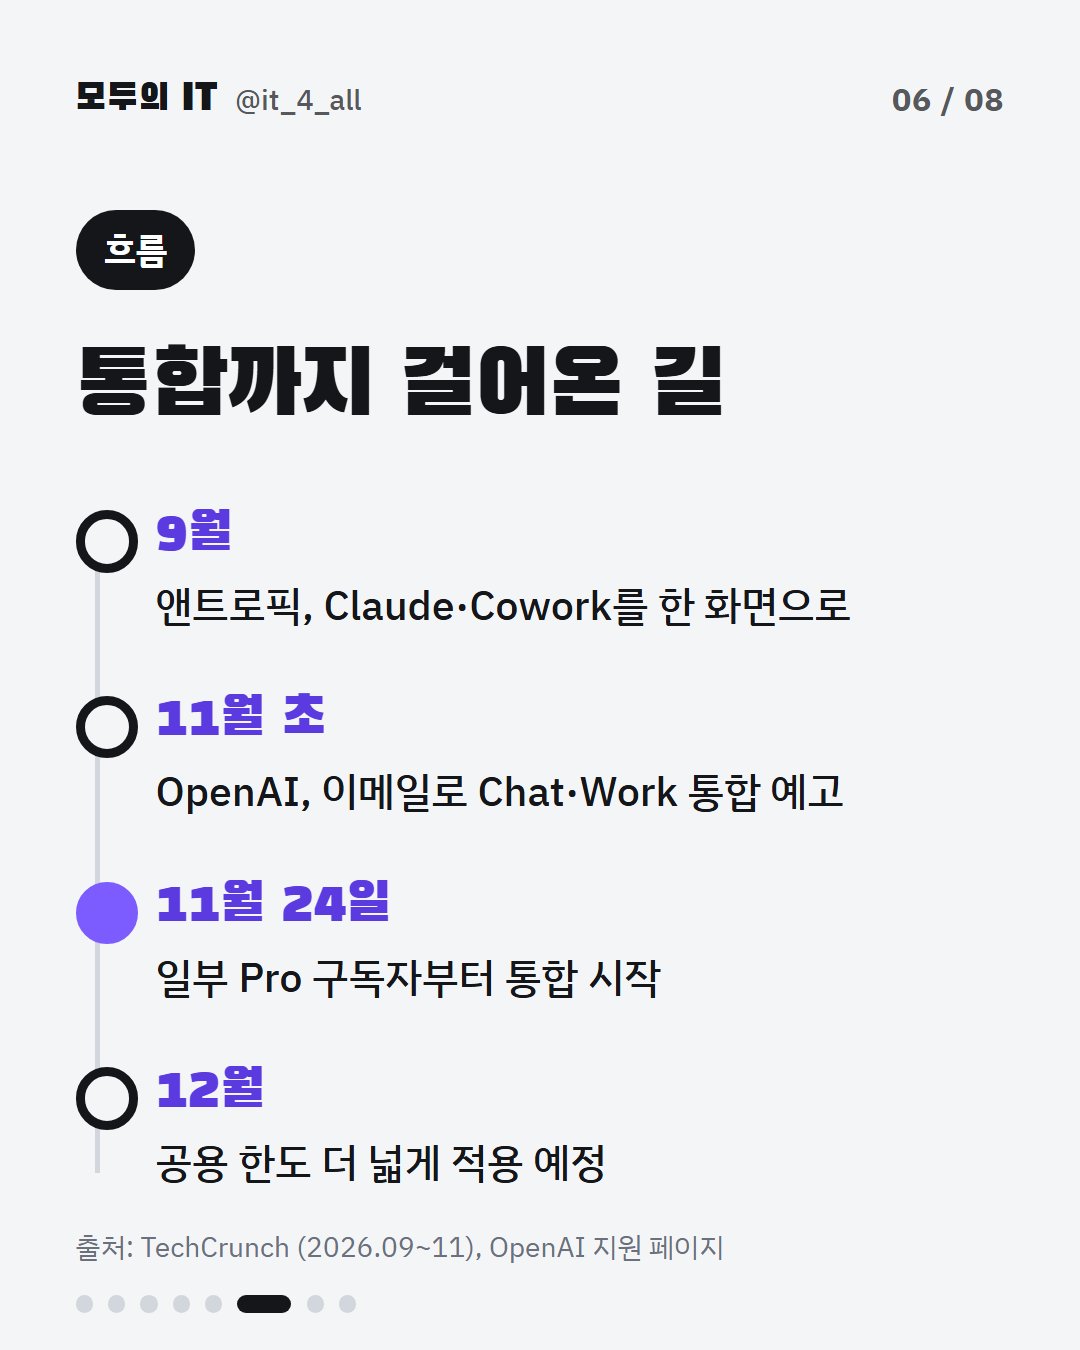 모두의 IT @it_4_all
06 / 08
흐름
통합까지 걸어온 길
9월
앤트로픽, Claude·Cowork를 한 화면으로
11월 초
OpenAI, 이메일로 Chat·Work 통합 예고
11월 24일
일부 Pro 구독자부터 통합 시작
12월
공용 한도 더 넓게 적용 예정
출처: TechCrunch (2026.09~11), OpenAI 지원 페이지